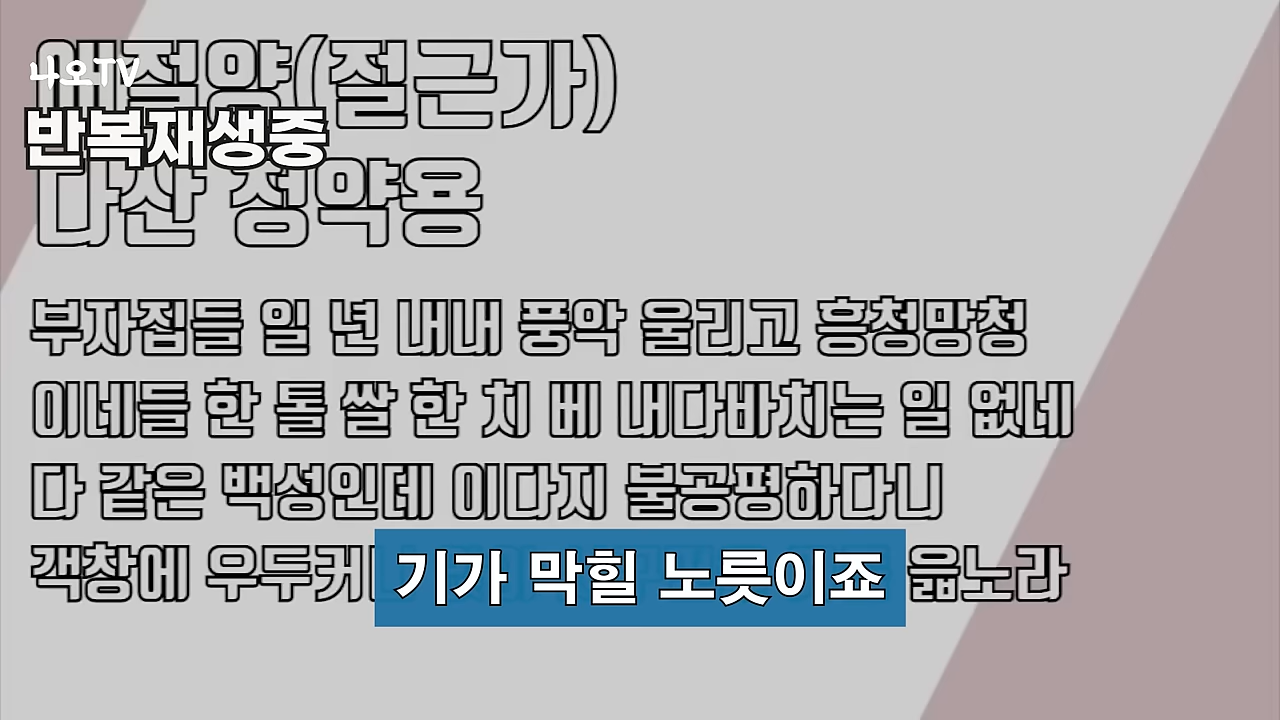 애절양(절근가)
나오TV
반복재생중
다산 정약용
부자집들 일 년 내내 풍악 울리고 흥청망청
이네들 한 톨 쌀 한 치 베 내다바치는 일 없네
다 같은 백성인데 이다지 불공평하다니
객창에 읊노라
기가 막힐 노릇이죠